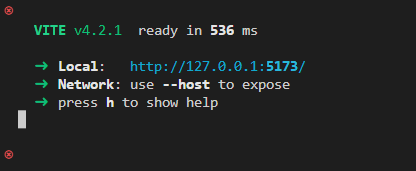 VITE v4.2.1 ready in 536 ms
➜ Local: http://127.0.0.1:5173/
➜ Network: use --host to expose
➜ press h to show help